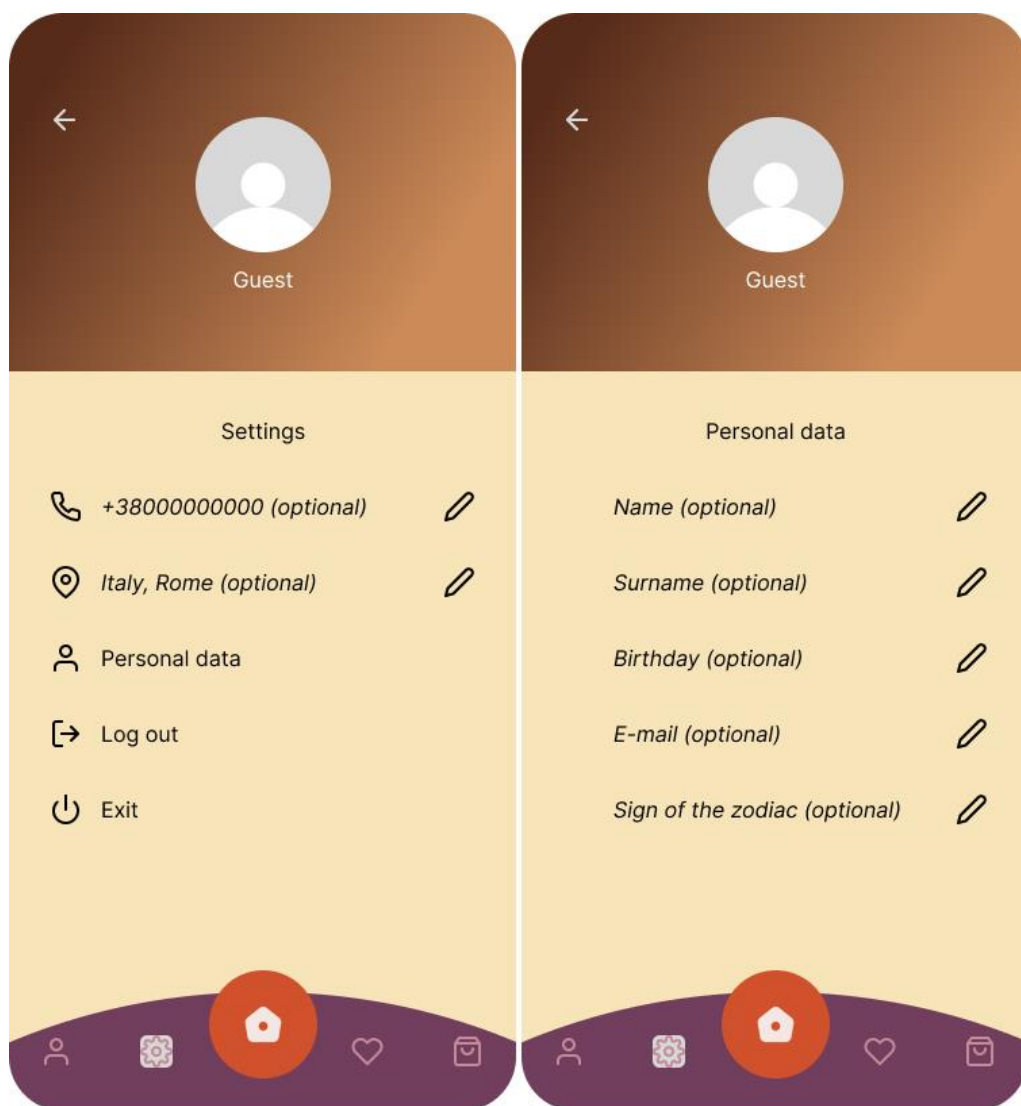 Guest
Settings
+38000000000 (optional)
Italy, Rome (optional)
Personal data
Log out
Exit
Guest
Personal data
Name (optional)
Surname (optional)
Birthday (optional)
E-mail (optional)
Sign of the zodiac (optional)